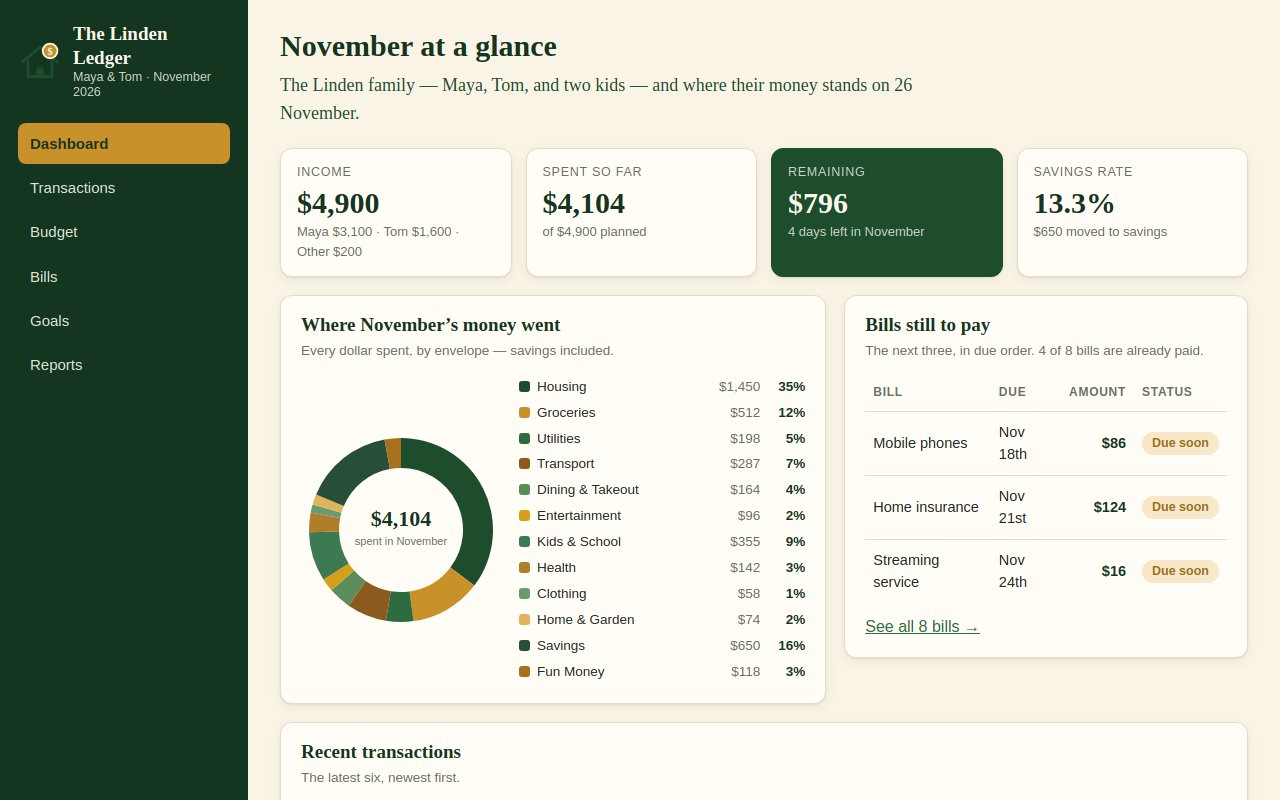 The Linden
Ledger
Maya & Tom · November
2026
Dashboard
Transactions
Budget
Bills
Goals
Reports
November at a glance
The Linden family — Maya, Tom, and two kids — and where their money stands on 26
November.
INCOME
$4,900
Maya $3,100 · Tom $1,600 ·
Other $200
SPENT SO FAR
$4,104
of $4,900 planned
REMAINING
$796
4 days left in November
SAVINGS RATE
13.3%
$650 moved to savings
Where November’s money went
Every dollar spent, by envelope — savings included.
$4,104
spent in November
Housing $1,450 35%
Groceries $512 12%
Utilities $198 5%
Transport $287 7%
Dining & Takeout $164 4%
Entertainment $96 2%
Kids & School $355 9%
Health $142 3%
Clothing $58 1%
Home & Garden $74 2%
Savings $650 16%
Fun Money $118 3%
Bills still to pay
The next three, in due order. 4 of 8 bills are already paid.
BILL DUE AMOUNT STATUS
Mobile phones Nov 18th $86 Due soon
Home insurance Nov 21st $124 Due soon
Streaming service Nov 24th $16 Due soon
See all 8 bills →
Recent transactions
The latest six, newest first.